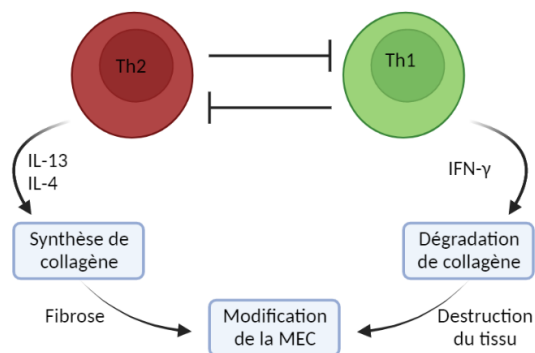 Th2
Th1
IL-13
IL-4
IFN-γ
Synthèse de
collagène
Dégradation
de collagène
Fibrose
Modification
de la MEC
Destruction
du tissu